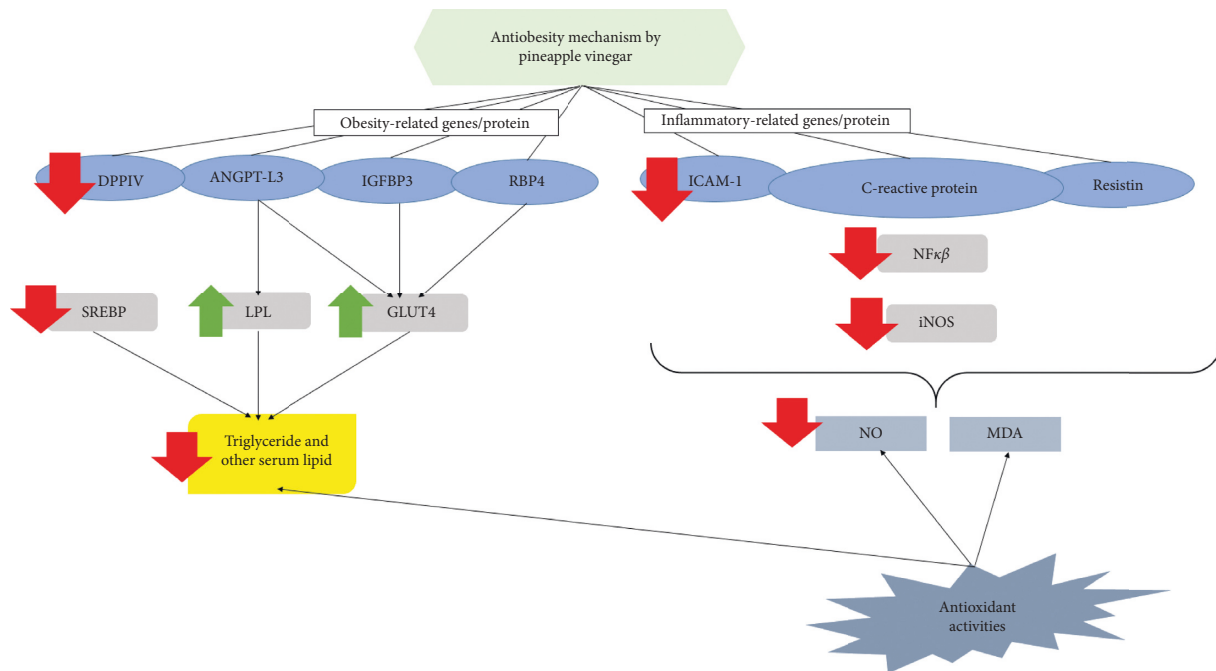 Antiobesity mechanism by
pineapple vinegar
Obesity-related genes/protein
Inflammatory-related genes/protein
DPPIV
ANGPT-L3
IGFBP3
RBP4
ICAM-1
C-reactive protein
Resistin
NFκβ
SREBP
LPL
GLUT4
iNOS
Triglyceride and
other serum lipid
NO
MDA
Antioxidant
activities